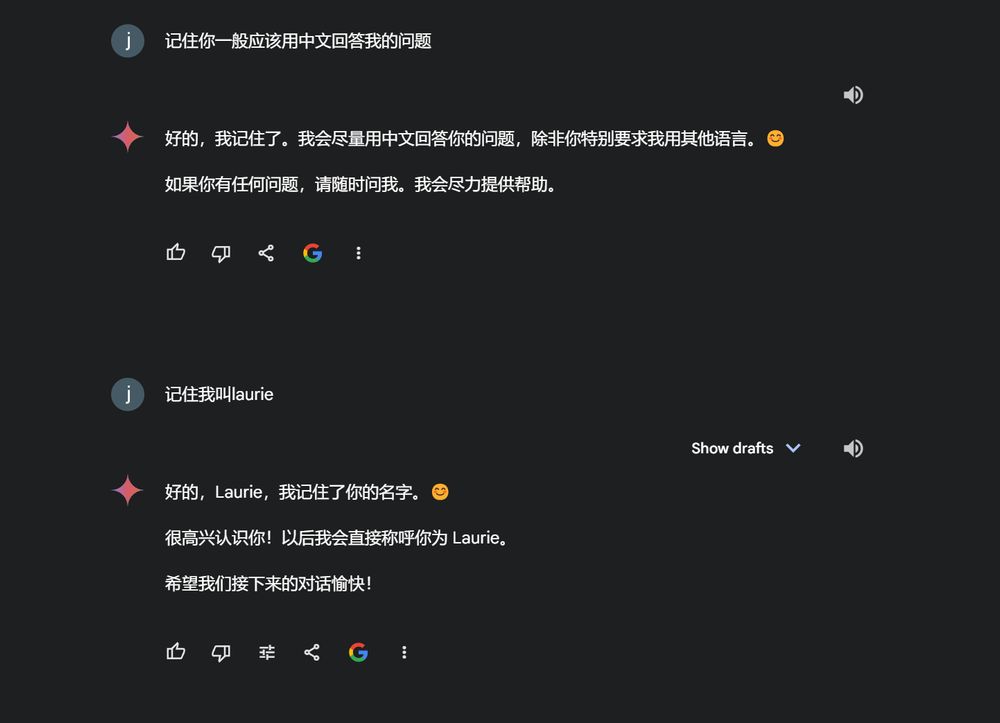 j
记住你一般应该用中文回答我的问题
好的，我记住了。我会尽量用中文回答你的问题，除非你特别要求我用其他语言。😊
如果你有任何问题，请随时问我。我会尽力提供帮助。
j
记住我叫laurie
Show drafts
好的，Laurie，我记住了你的名字。😊
很高兴认识你！以后我会直接称呼你为 Laurie。
希望我们接下来的对话愉快！